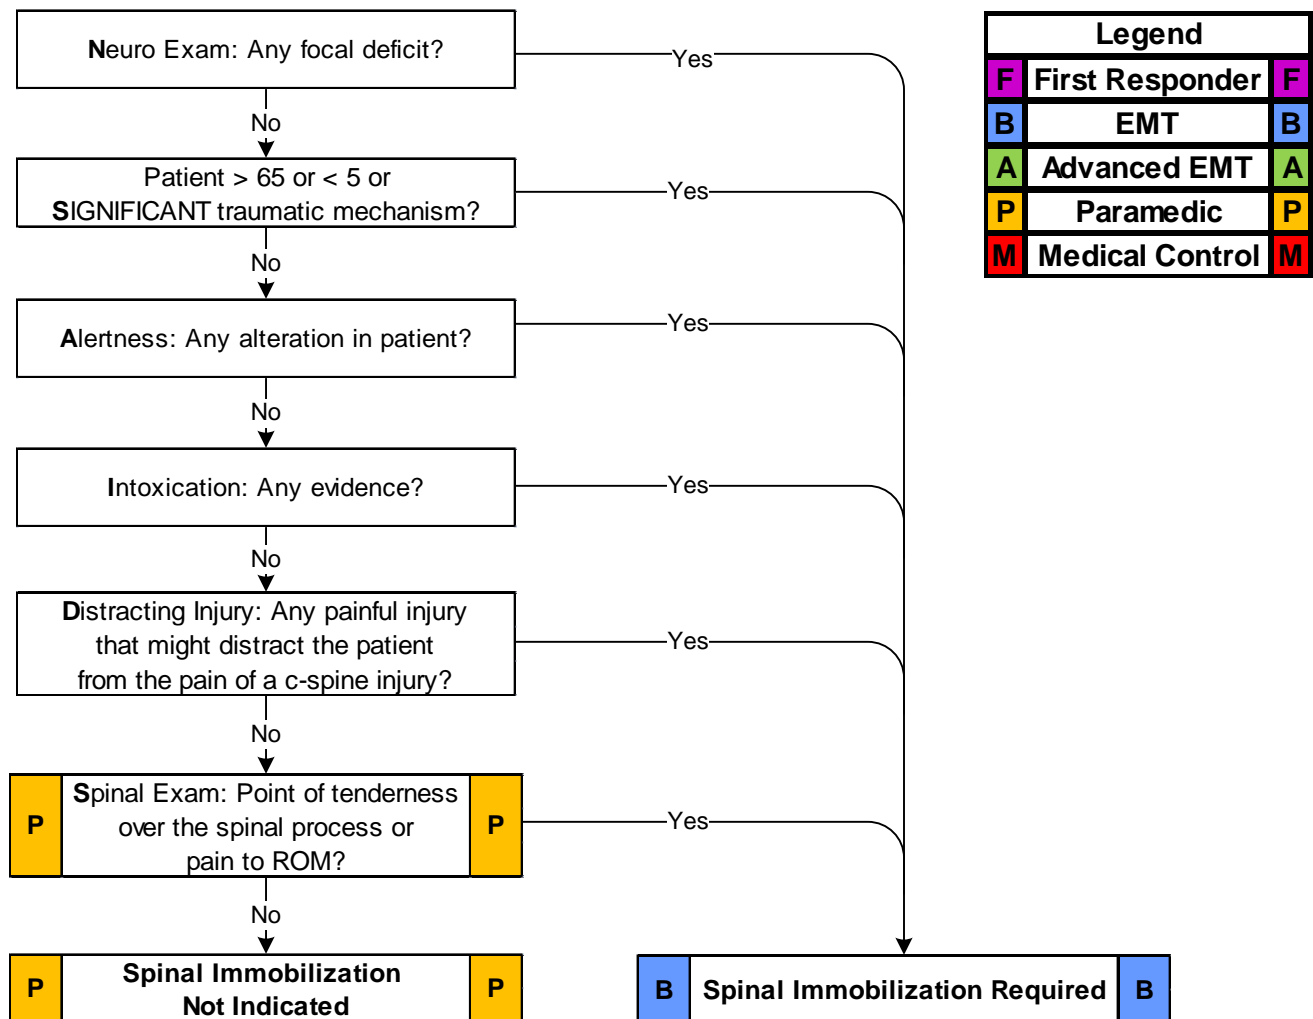 Neuro Exam: Any focal deficit?
Yes
No
Patient > 65 or < 5 or
SIGNIFICANT traumatic mechanism?
Yes
No
Alertness: Any alteration in patient?
Yes
No
Intoxication: Any evidence?
Yes
No
Distracting Injury: Any painful injury
that might distract the patient
from the pain of a c-spine injury?
Yes
No
P
Spinal Exam: Point of tenderness
over the spinal process or
pain to ROM?
P
Yes
No
P
Spinal Immobilization
Not Indicated
P
B Spinal Immobilization Required B
Legend
F First Responder F
B EMT B
A Advanced EMT A
P Paramedic P
M Medical Control M